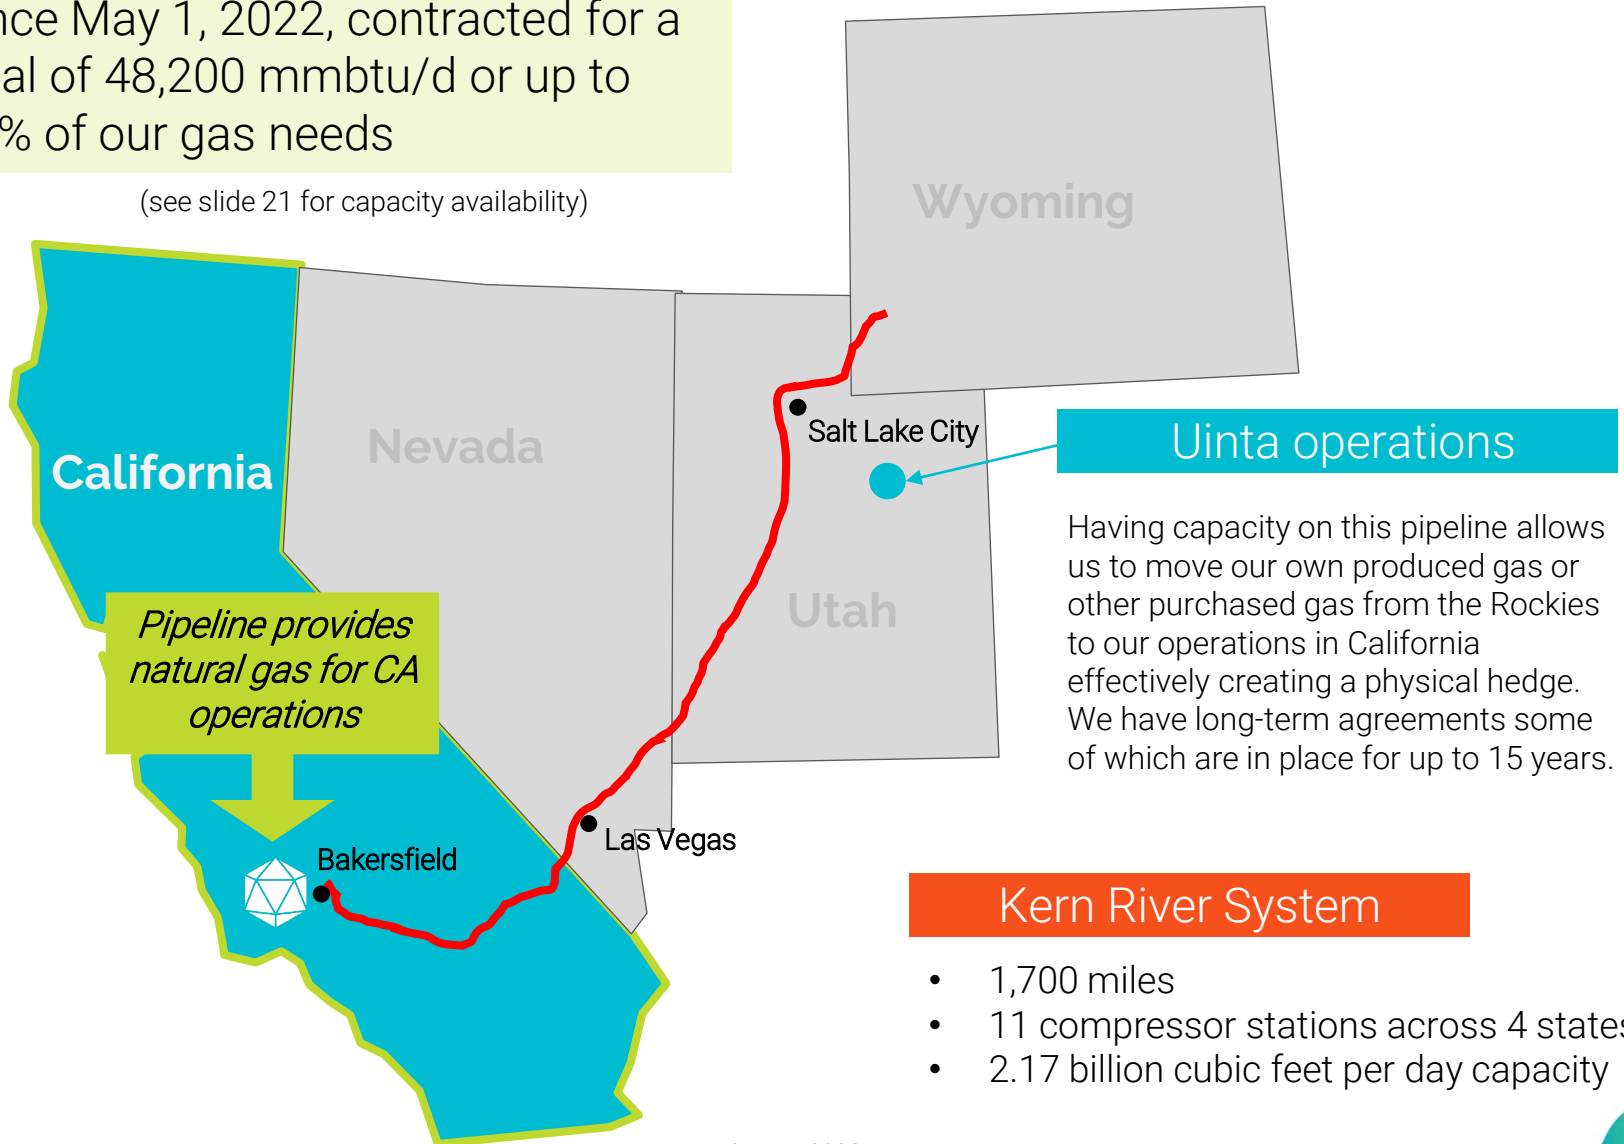 May 1, 2022, contracted for a
of 48,200 mmbtu/d or up to
% of our gas needs
(see slide 21 for capacity availability)
Wyoming
Salt Lake City
Nevada
California
Uinta operations
Having capacity on this pipeline allows
us to move our own produced gas or
other purchased gas from the Rockies
to our operations in California
effectively creating a physical hedge.
We have long-term agreements some
of which are in place for up to 15 years.
Utah
Pipeline provides
natural gas for CA
operations
Las Vegas
Bakersfield
Kern River System
• 1,700 miles
• 11 compressor stations across 4 states
• 2.17 billion cubic feet per day capacity